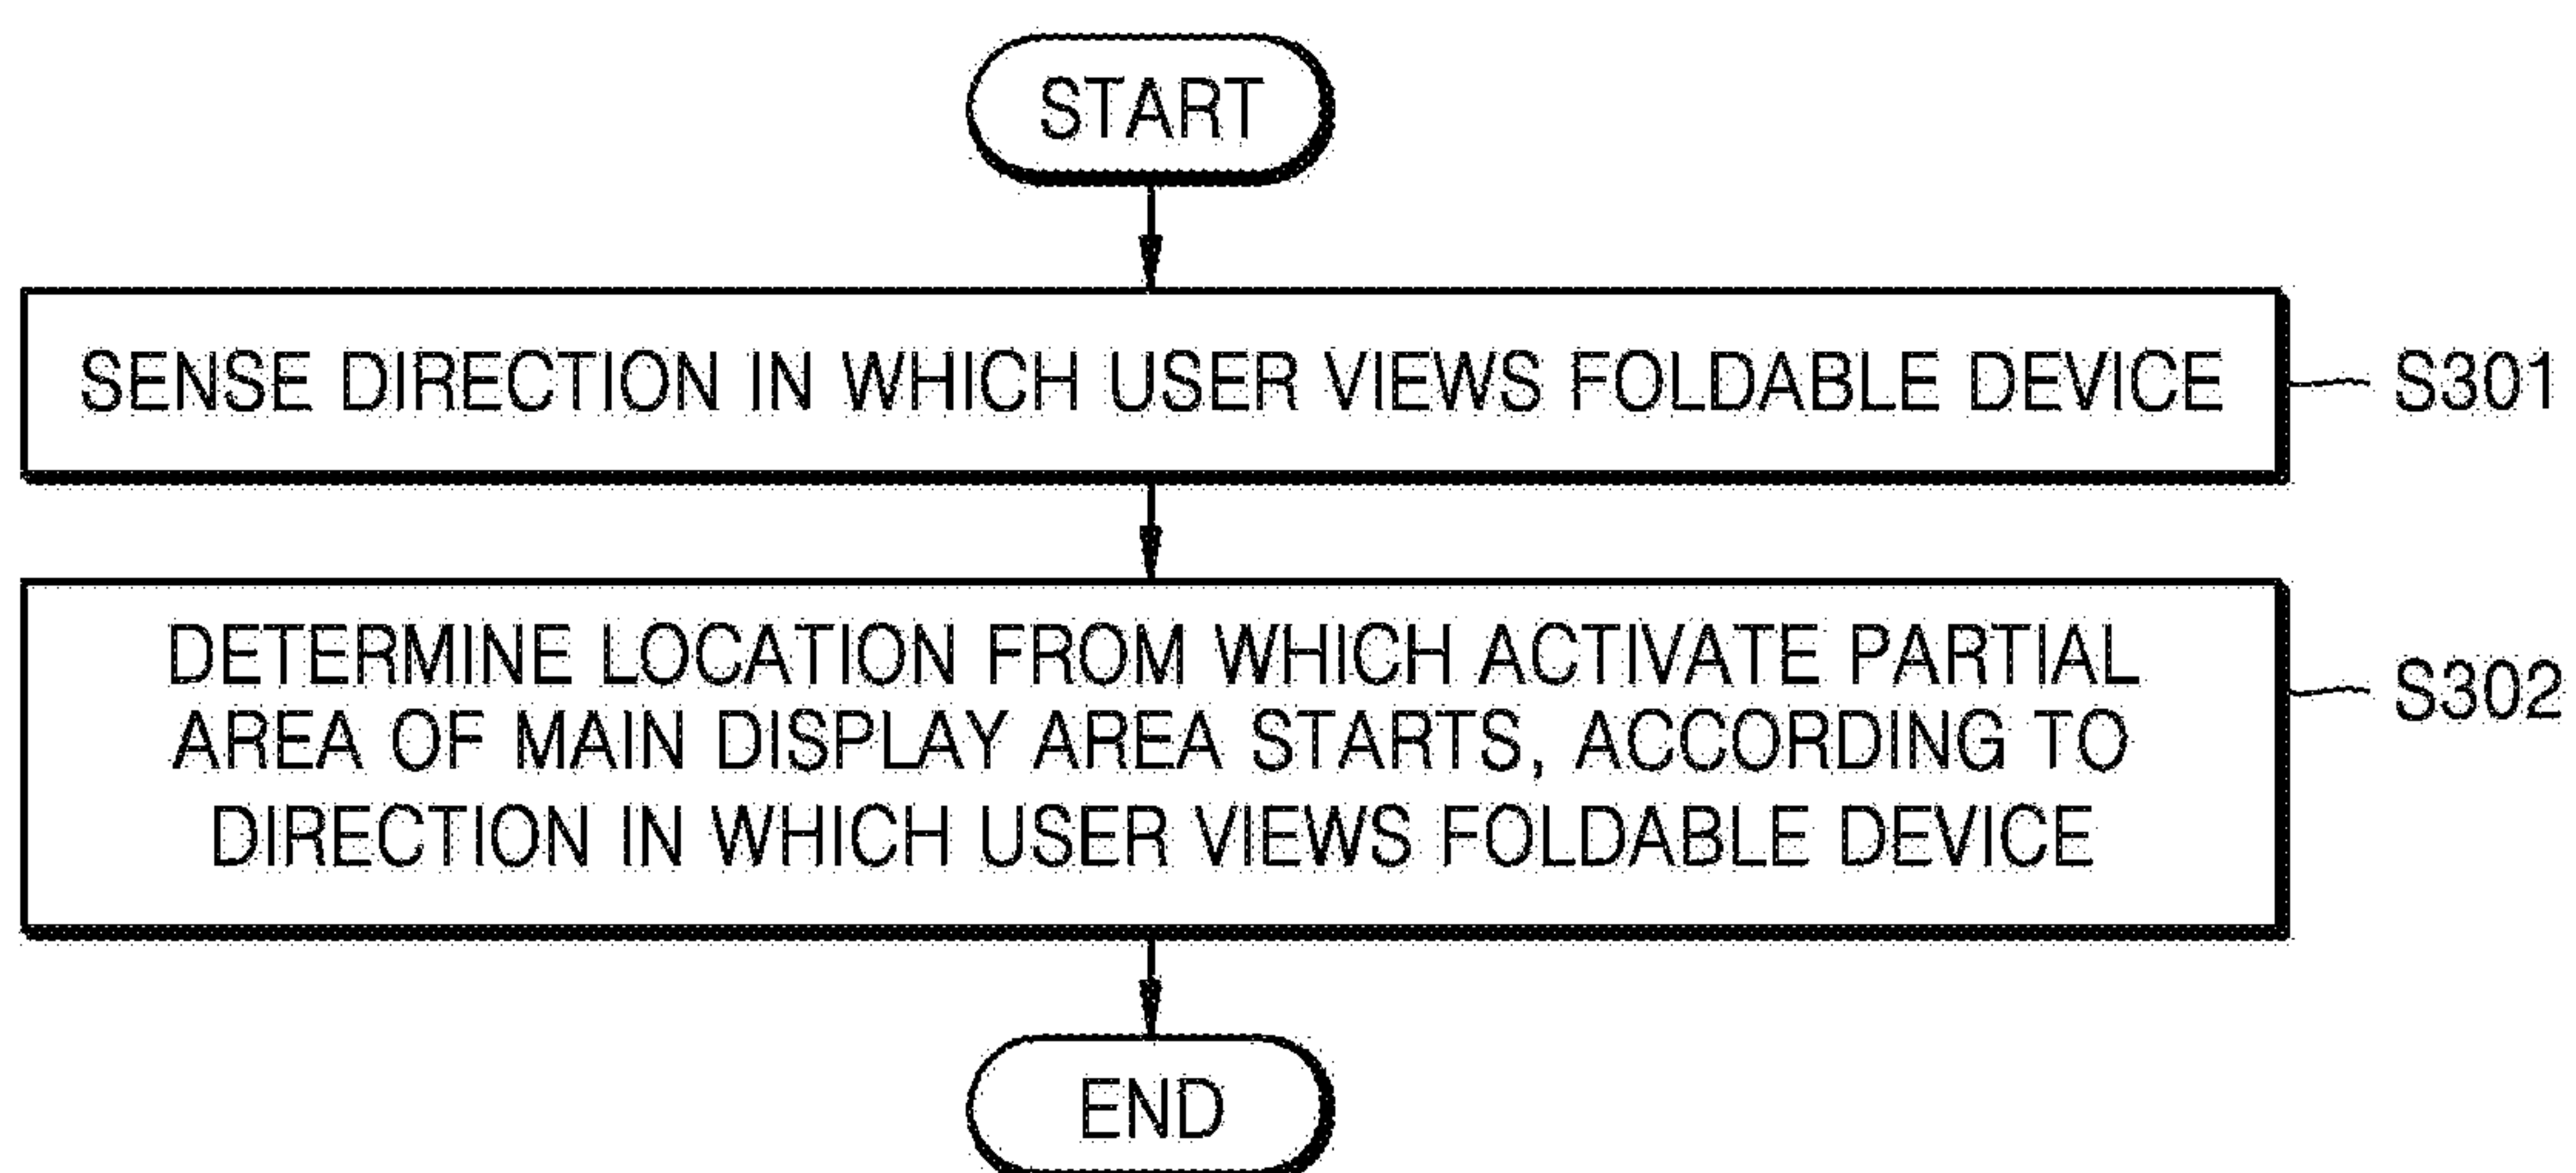 START
SENSE DIRECTION IN WHICH USER VIEWS FOLDABLE DEVICE
S301
DETERMINE LOCATION FROM WHICH ACTIVATE PARTIAL
AREA OF MAIN DISPLAY AREA STARTS, ACCORDING TO
DIRECTION IN WHICH USER VIEWS FOLDABLE DEVICE
S302
END